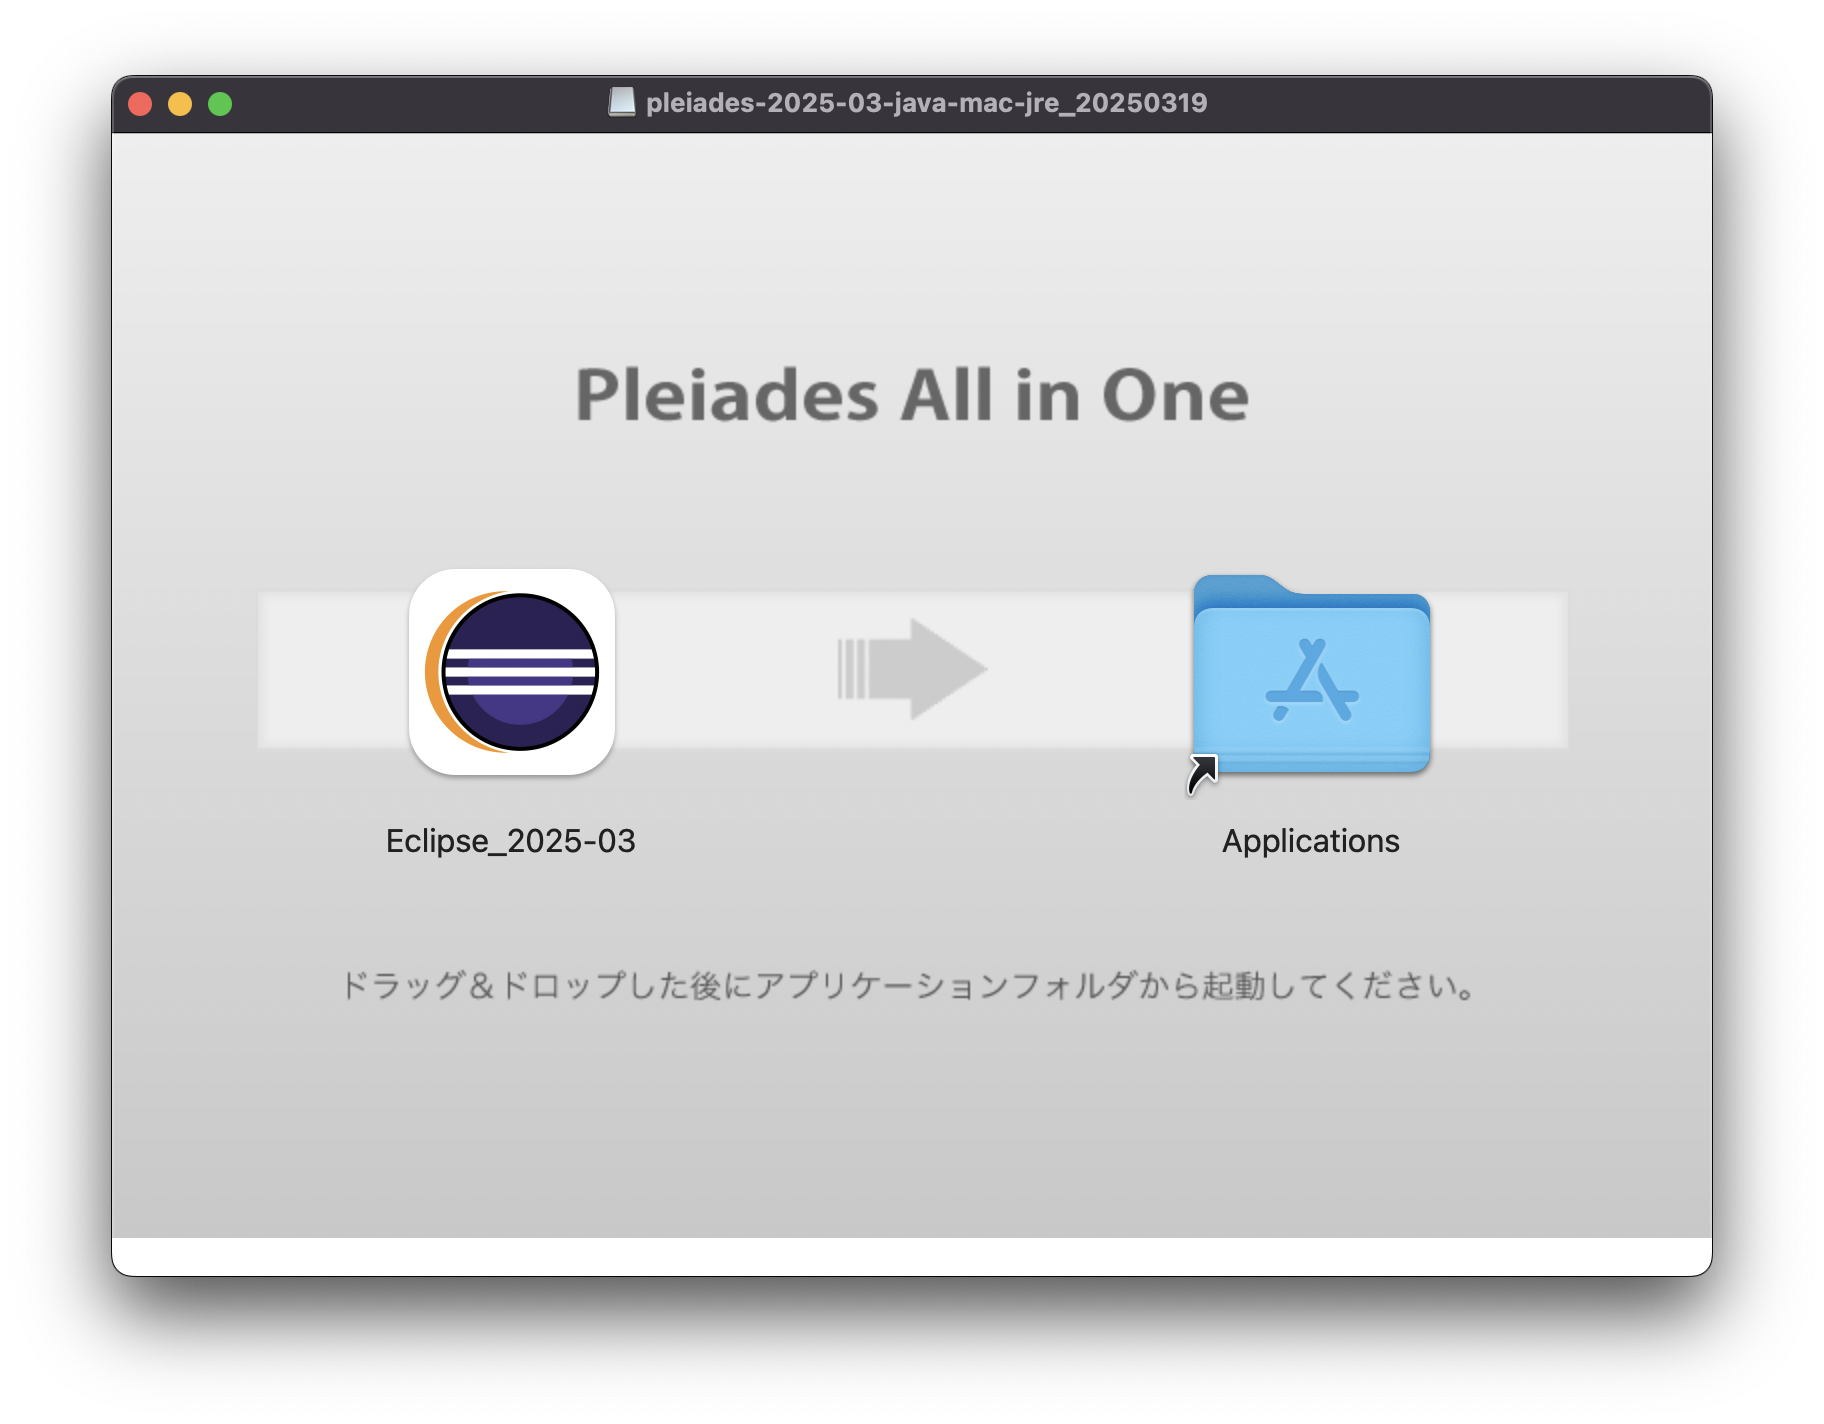 pleiades-2025-03-java-mac-jre_20250319
Pleiades All in One
Eclipse_2025-03
Applications
ドラッグ＆ドロップした後にアプリケーションフォルダから起動してください。